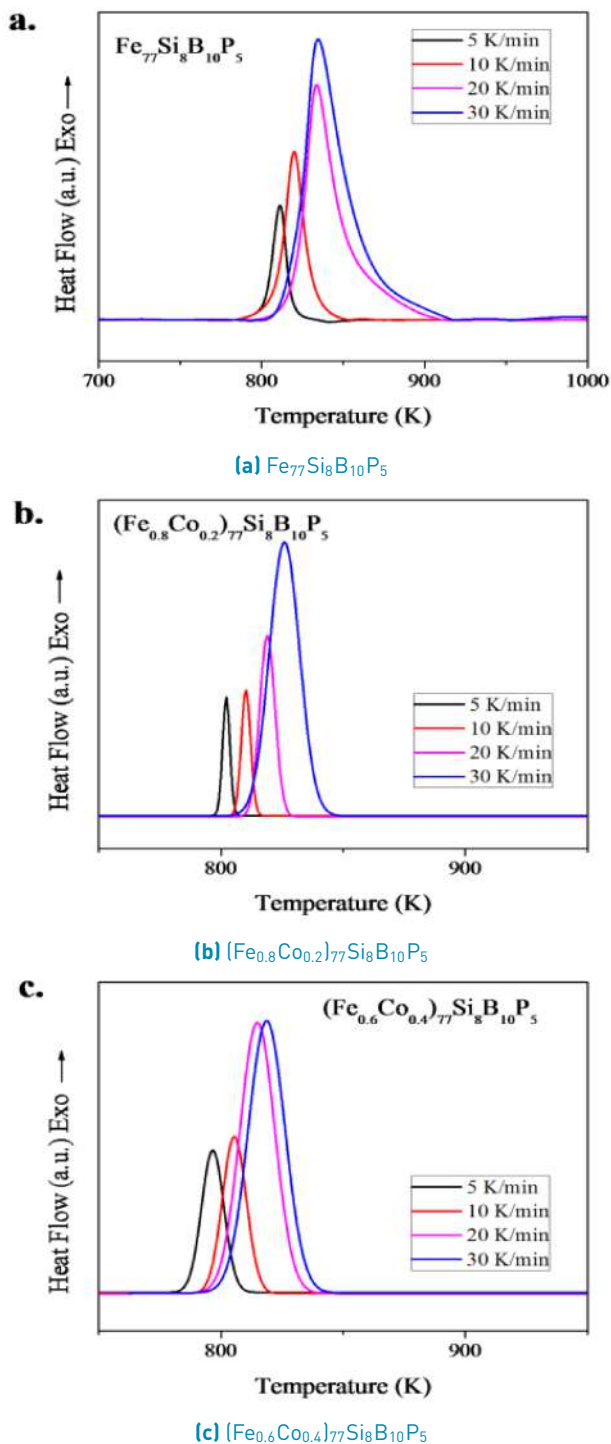 a.
Fe₇₇Si₈B₁₀P₅
5 K/min
10 K/min
20 K/min
30 K/min
Heat Flow (a.u.) Exo →
700
800
900
1000
Temperature (K)
(a) Fe₇₇Si₈B₁₀P₅
b.
(Fe₀.₈Co₀.₂)₇₇Si₈B₁₀P₅
5 K/min
10 K/min
20 K/min
30 K/min
Heat Flow (a.u.) Exo →
800
900
Temperature (K)
(b) (Fe₀.₈Co₀.₂)₇₇Si₈B₁₀P₅
c.
(Fe₀.₆Co₀.₄)₇₇Si₈B₁₀P₅
5 K/min
10 K/min
20 K/min
30 K/min
Heat Flow (a.u.) Exo →
800
900
Temperature (K)
(c) (Fe₀.₆Co₀.₄)₇₇Si₈B₁₀P₅